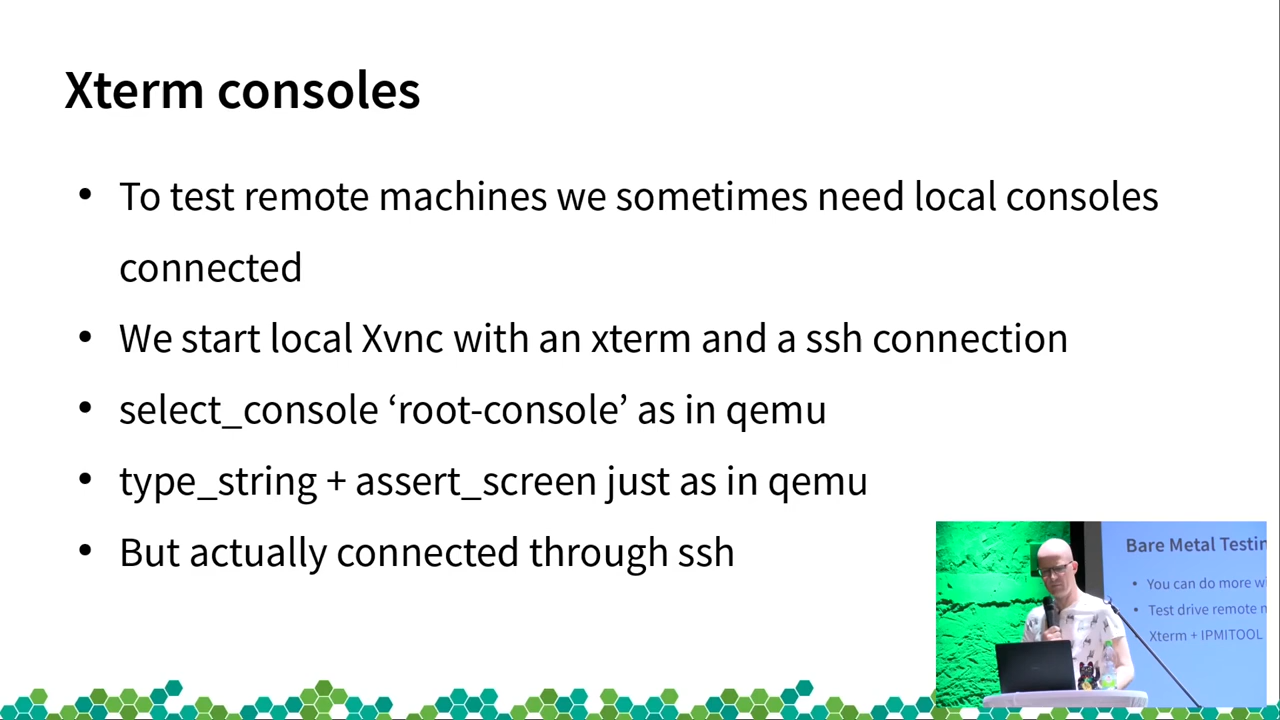 Xterm consoles
• To test remote machines we sometimes need local consoles
connected
• We start local Xvnc with an xterm and a ssh connection
• select_console ‘root-console’ as in qemu
• type_string + assert_screen just as in qemu
• But actually connected through ssh
Bare Metal Testin
• You can do more wi
• Test drive remote m
• Xterm + IPMITOOL